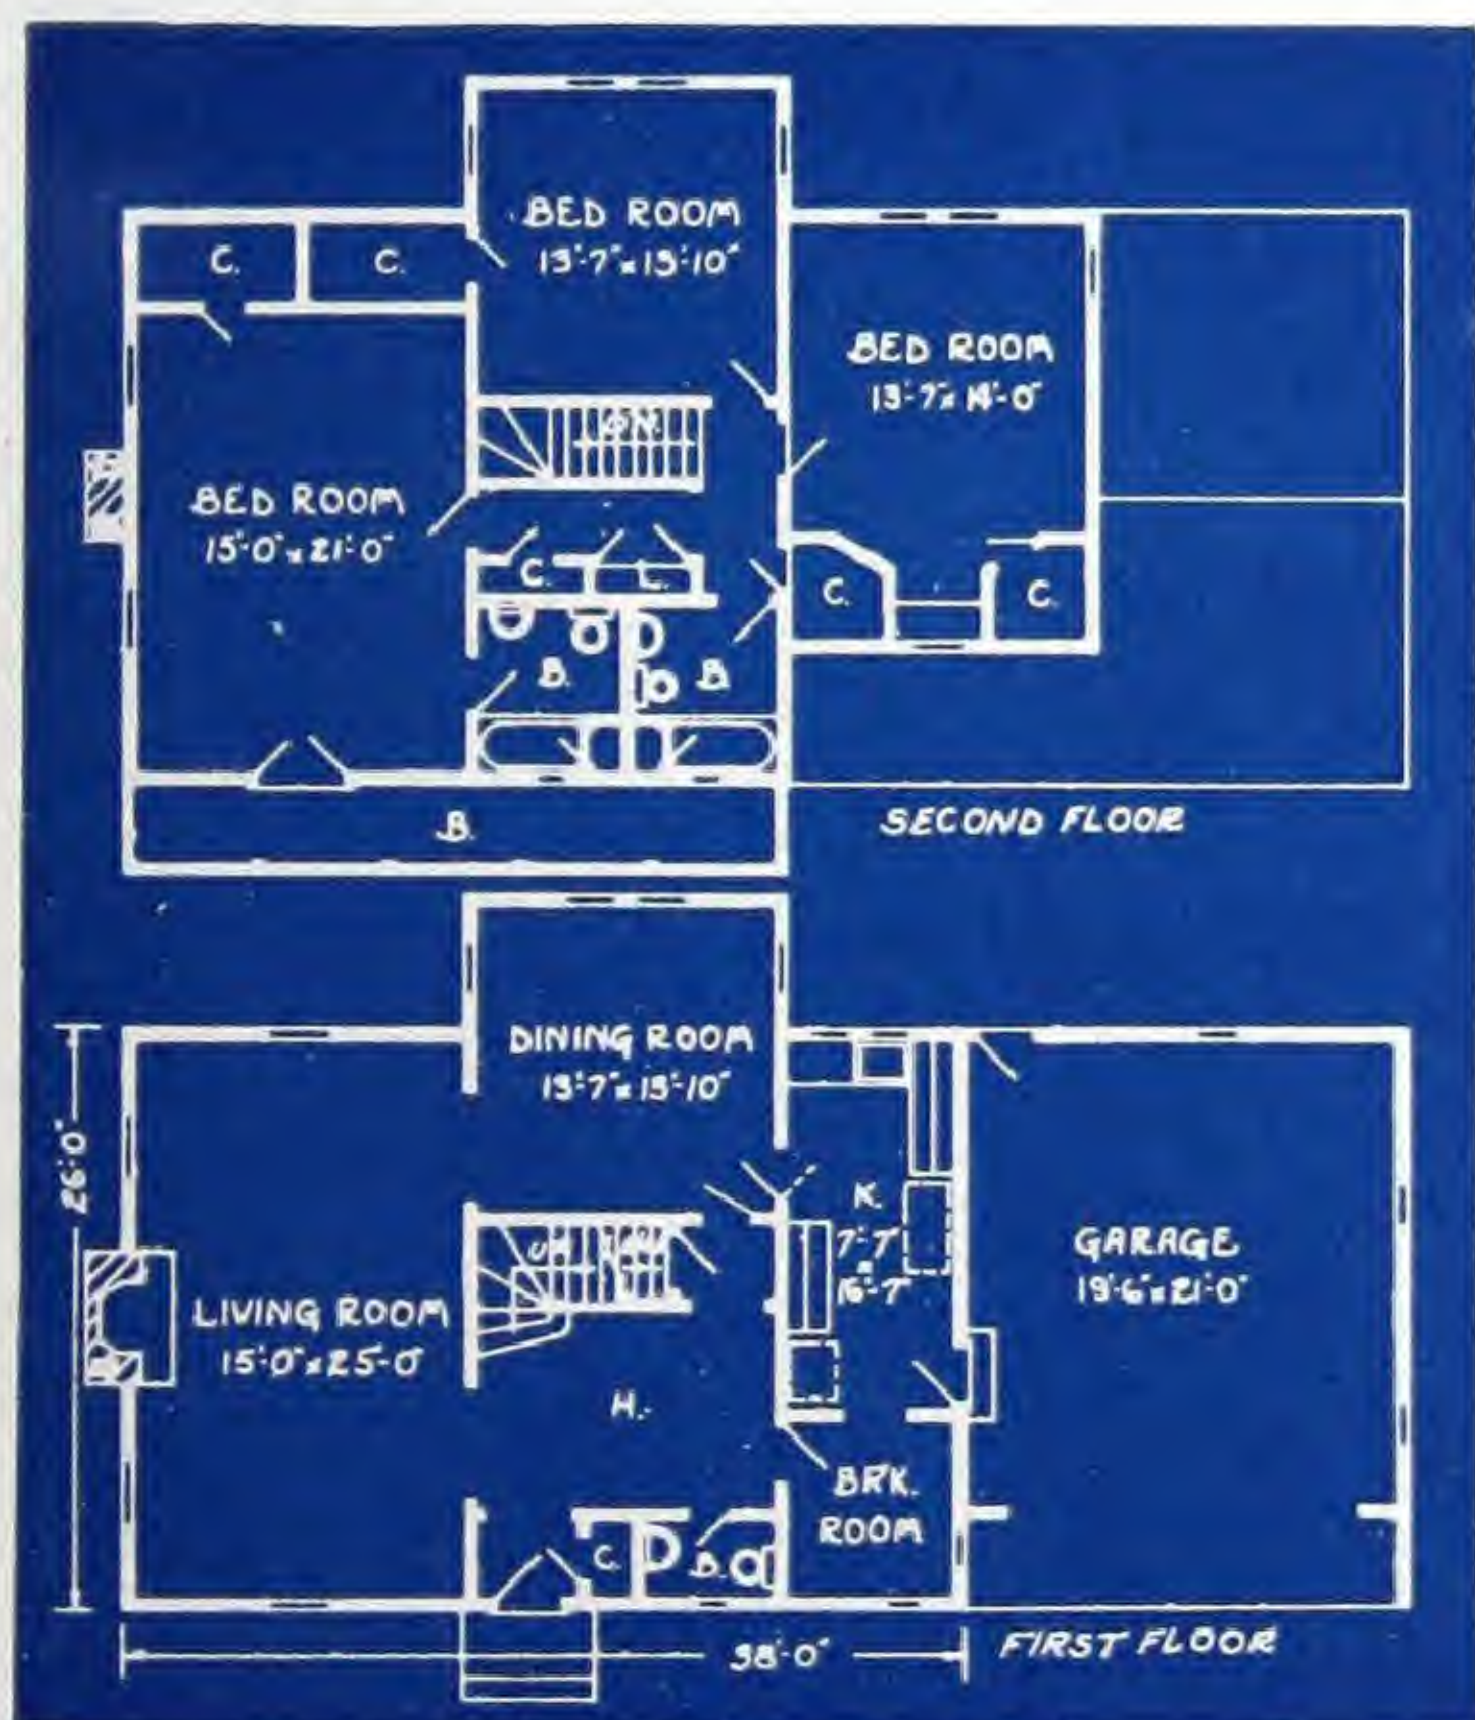 BED ROOM
13'-7" x 13'-10"
C.
C.
BED ROOM
13'-7" x 14'-0"
DN.
BED ROOM
15'-0" x 21'-0"
C.
L.
C.
C.
B.
B.
B.
SECOND FLOOR
DINING ROOM
13'-7" x 13'-10"
26'-0"
K.
7'-7"
x
16'-7"
UP
GARAGE
19'-6" x 21'-0"
LIVING ROOM
15'-0" x 25'-0"
H.
BRK.
ROOM
C.
B.
38'-0"
FIRST FLOOR